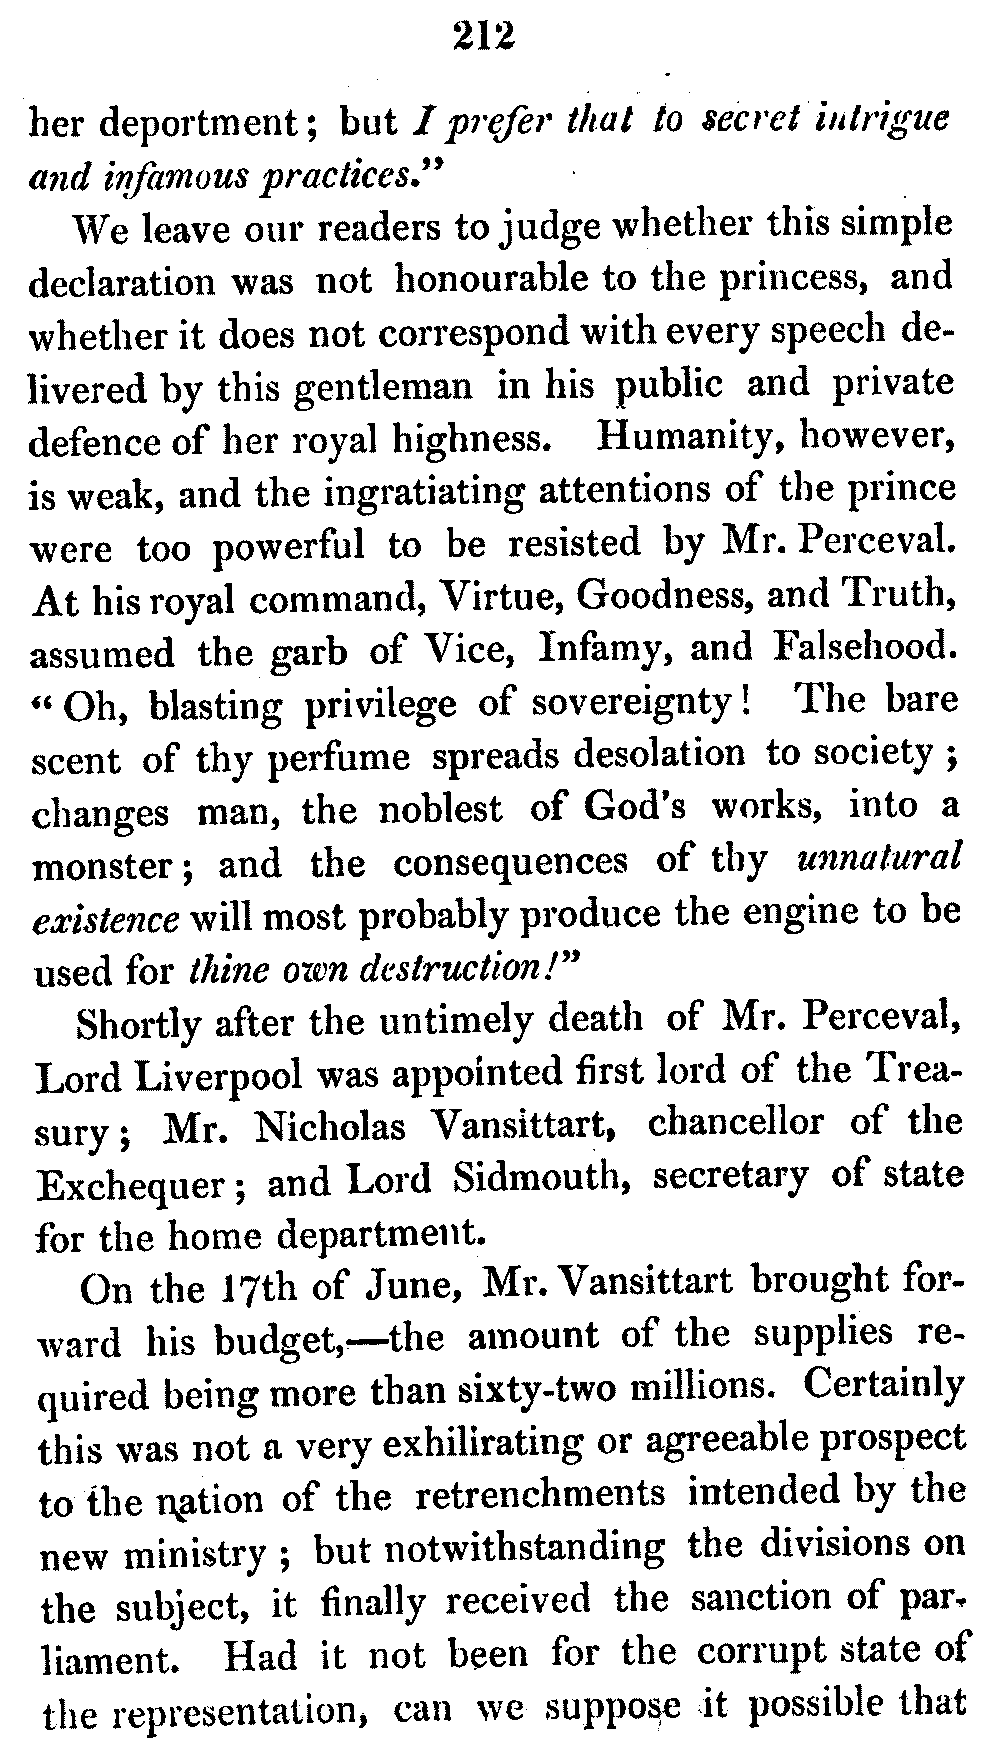 212
her deportment; but I prefer that to secret intrigue
and infamous practices."
We leave our readers to judge whether this simple
declaration was not honourable to the princess, and
whether it does not correspond with every speech de-
livered by this gentleman in his public and private
defence of her royal highness. Humanity, however,
is weak, and the ingratiating attentions of the prince
were too powerful to be resisted by Mr. Perceval.
At his royal command, Virtue, Goodness, and Truth,
assumed the garb of Vice, Infamy, and Falsehood.
"Oh, blasting privilege of sovereignty! The bare
scent of thy perfume spreads desolation to society;
changes man, the noblest of God's works, into a
monster; and the consequences of thy unnatural
existence will most probably produce the engine to be
used for thine own destruction!"
Shortly after the untimely death of Mr. Perceval,
Lord Liverpool was appointed first lord of the Trea-
sury; Mr. Nicholas Vansittart, chancellor of the
Exchequer; and Lord Sidmouth, secretary of state
for the home department.
On the 17th of June, Mr. Vansittart brought for-
ward his budget,—the amount of the supplies re-
quired being more than sixty-two millions. Certainly
this was not a very exhilirating or agreeable prospect
to the nation of the retrenchments intended by the
new ministry; but notwithstanding the divisions on
the subject, it finally received the sanction of par-
liament. Had it not been for the corrupt state of
the representation, can we suppose it possible that